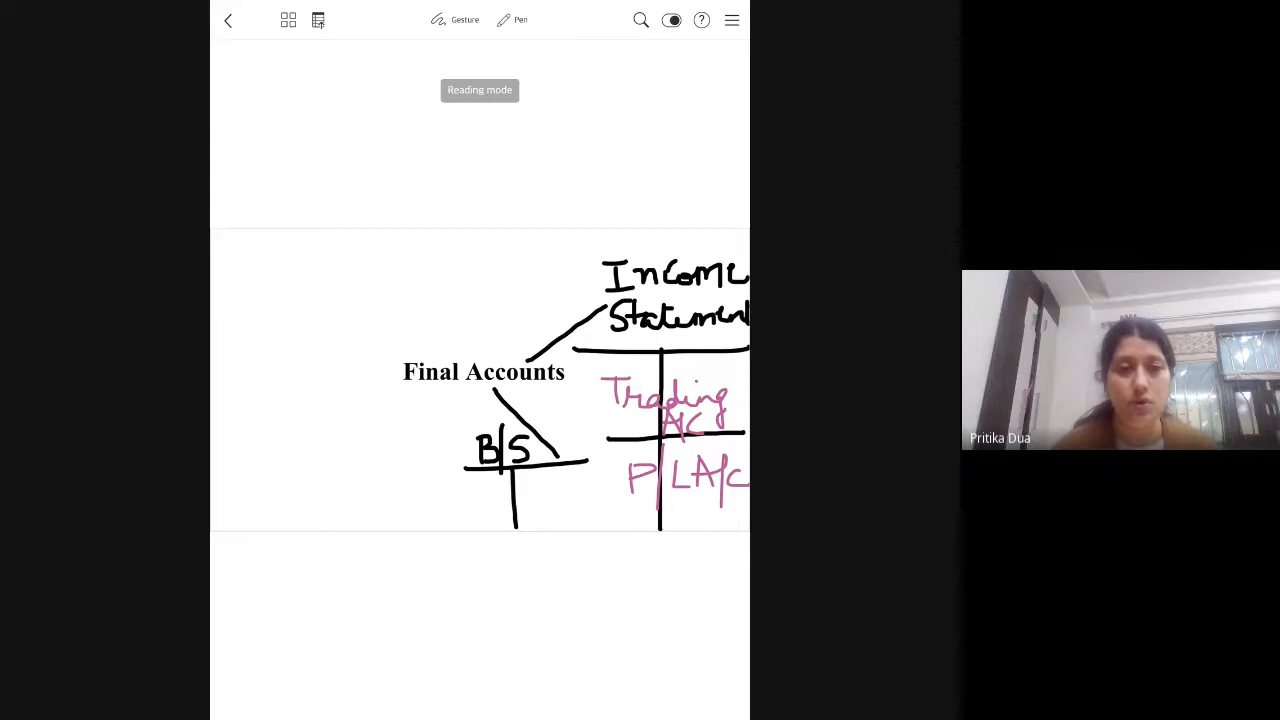 Gesture
Pen
Reading mode
Income
Statement
Final Accounts
Trading
A/C
B/S
P/L A/c
Pritika Dua